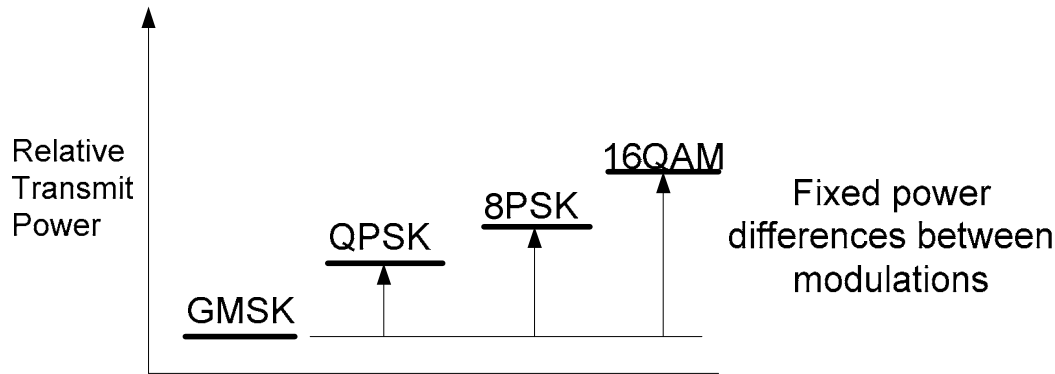 Relative
Transmit
Power
GMSK
QPSK
8PSK
16QAM
Fixed power
differences between
modulations